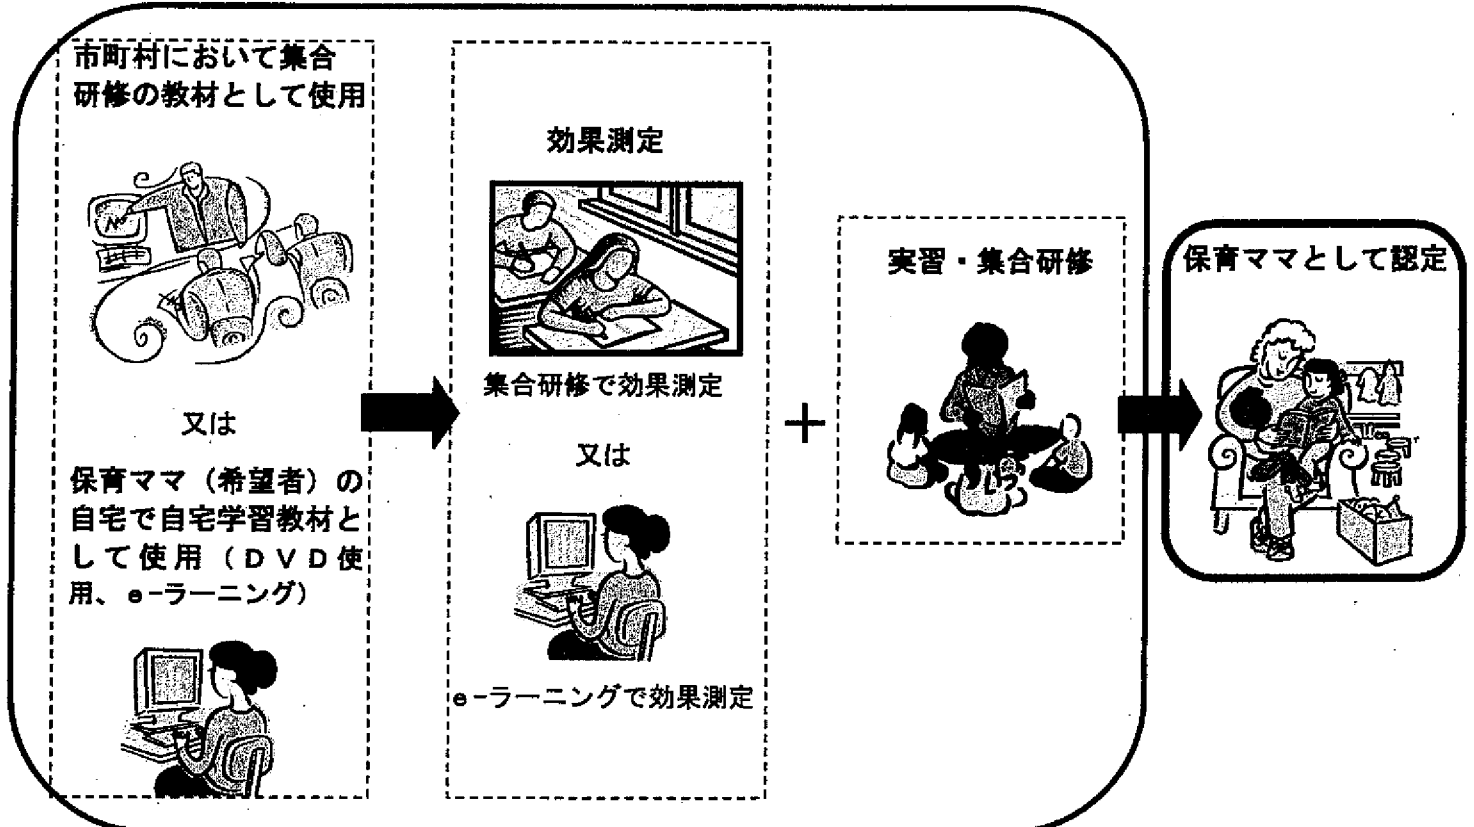 市町村において集合
研修の教材として使用
又は
保育ママ（希望者）の
自宅で自宅学習教材と
して使用（ＤＶＤ使
用、e-ラーニング）
効果測定
集合研修で効果測定
又は
e-ラーニングで効果測定
＋
実習・集合研修
保育ママとして認定